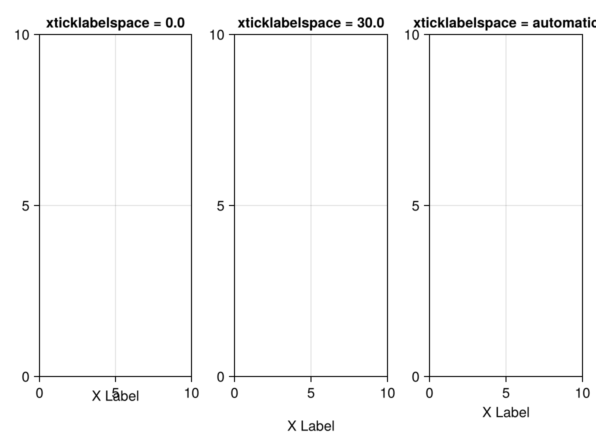 xticklabelspace = 0.0
10
5
0
0 5 10
X Label
xticklabelspace = 30.0
10
5
0
0 5 10
X Label
xticklabelspace = automatic
10
5
0
0 5 10
X Label